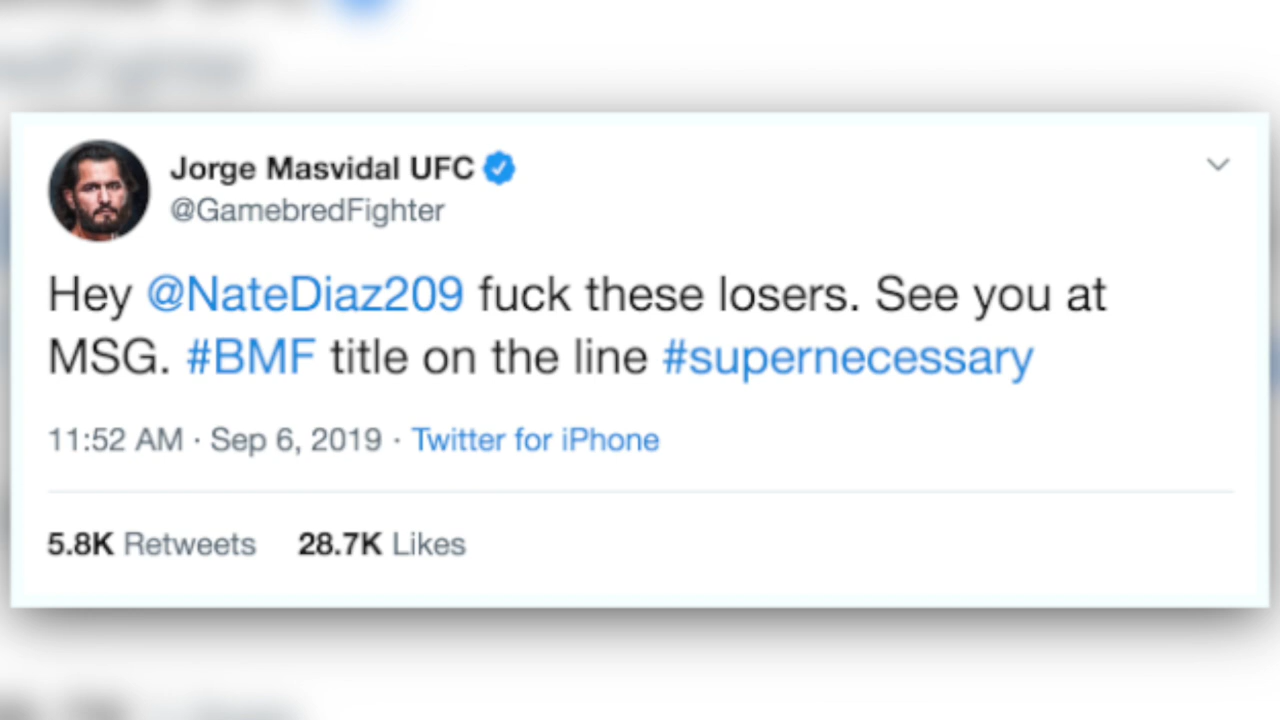 Jorge Masvidal UFC
@GamebredFighter
Hey @NateDiaz209 fuck these losers. See you at
MSG. #BMF title on the line #supernecessary
11:52 AM · Sep 6, 2019 · Twitter for iPhone
5.8K Retweets 28.7K Likes